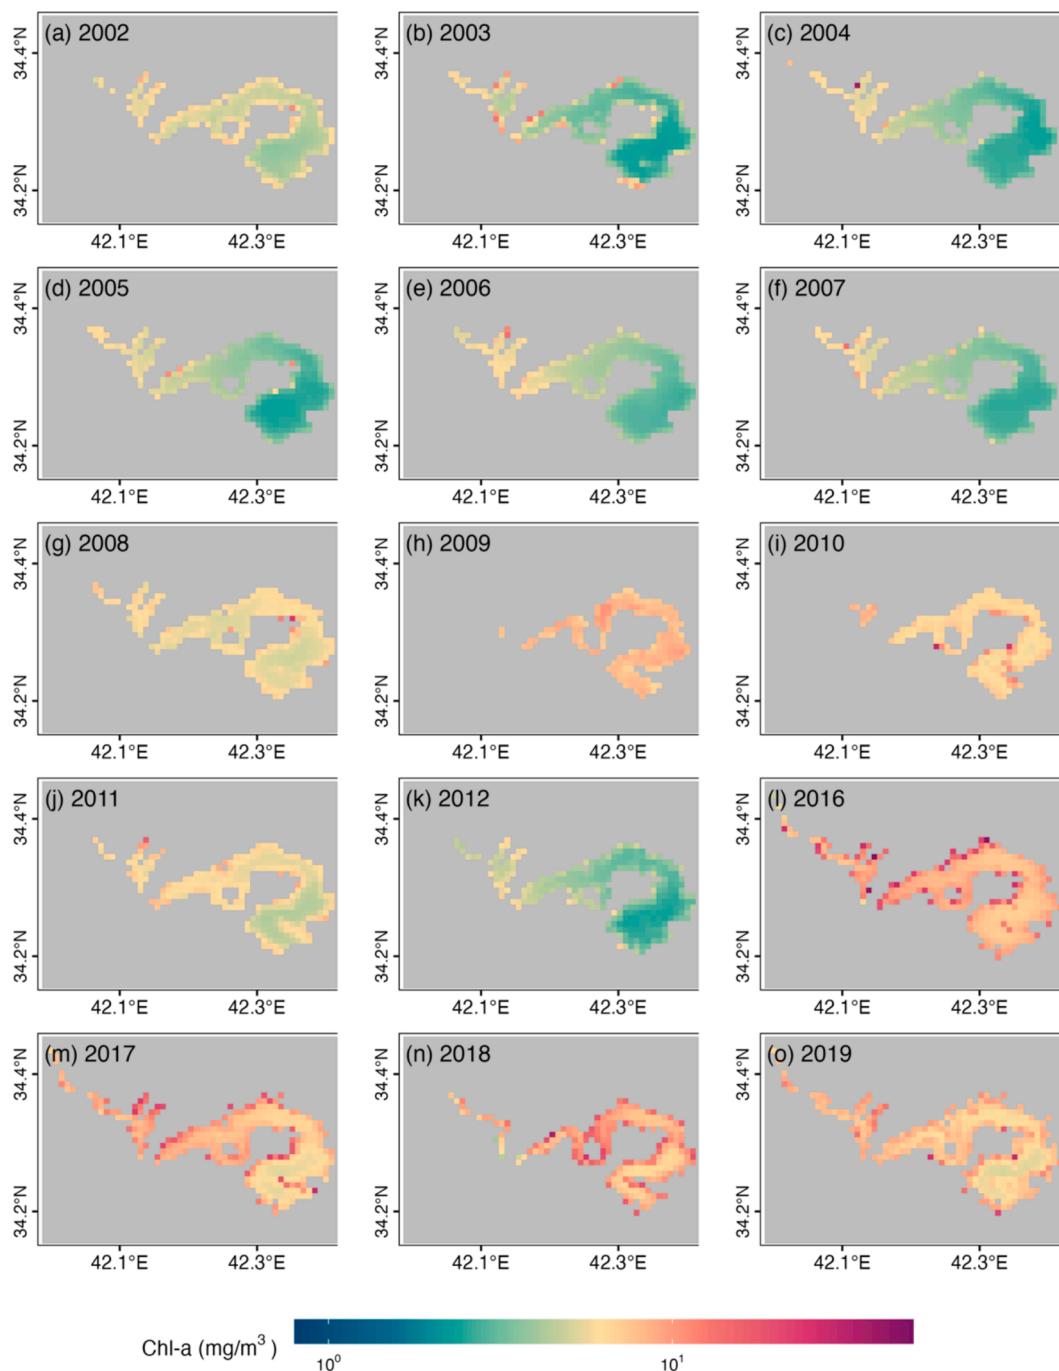 (a) 2002
(b) 2003
(c) 2004
34.4°N
34.2°N
34.4°N
34.2°N
34.4°N
34.2°N
42.1°E 42.3°E
42.1°E 42.3°E
42.1°E 42.3°E
(d) 2005
(e) 2006
(f) 2007
34.4°N
34.2°N
34.4°N
34.2°N
34.4°N
34.2°N
42.1°E 42.3°E
42.1°E 42.3°E
42.1°E 42.3°E
(g) 2008
(h) 2009
(i) 2010
34.4°N
34.2°N
34.4°N
34.2°N
34.4°N
34.2°N
42.1°E 42.3°E
42.1°E 42.3°E
42.1°E 42.3°E
(j) 2011
(k) 2012
(l) 2016
34.4°N
34.2°N
34.4°N
34.2°N
34.4°N
34.2°N
42.1°E 42.3°E
42.1°E 42.3°E
42.1°E 42.3°E
(m) 2017
(n) 2018
(o) 2019
34.4°N
34.2°N
34.4°N
34.2°N
34.4°N
34.2°N
42.1°E 42.3°E
42.1°E 42.3°E
42.1°E 42.3°E
Chl-a (mg/m³)
10⁰ 10¹